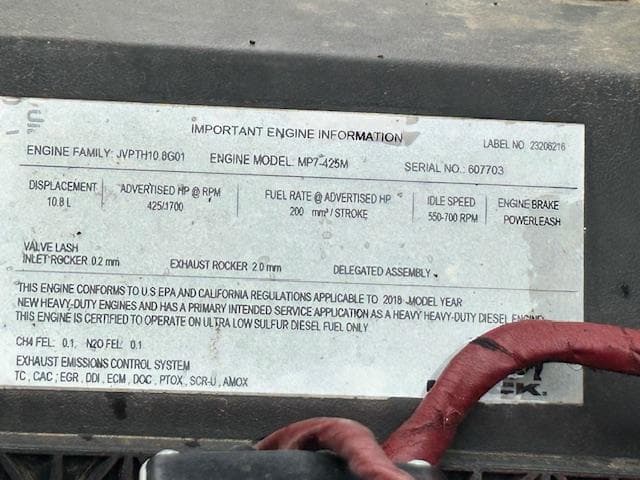 IMPORTANT ENGINE INFORMATION
LABEL NO. 23206216
ENGINE FAMILY: JVPTH10.8G01 ENGINE MODEL: MP7-425M SERIAL NO.: 607703
DISPLACEMENT ADVERTISED HP @ RPM FUEL RATE @ ADVERTISED HP IDLE SPEED ENGINE BRAKE
10.8 L 425/1700 200 mm³ / STROKE 550-700 RPM POWERLEASH
VALVE LASH
INLET ROCKER 0.2 mm EXHAUST ROCKER 2.0 mm DELEGATED ASSEMBLY
THIS ENGINE CONFORMS TO U.S EPA AND CALIFORNIA REGULATIONS APPLICABLE TO 2018 MODEL YEAR
NEW HEAVY-DUTY ENGINES AND HAS A PRIMARY INTENDED SERVICE APPLICATION AS A HEAVY HEAVY-DUTY DIESEL ENGINE.
THIS ENGINE IS CERTIFIED TO OPERATE ON ULTRA LOW SULFUR DIESEL FUEL ONLY
CH4 FEL: 0.1, N2O FEL: 0.1
EXHAUST EMISSIONS CONTROL SYSTEM
TC, CAC, EGR, DDI, ECM, DOC, PTOX, SCR-U, AMOX